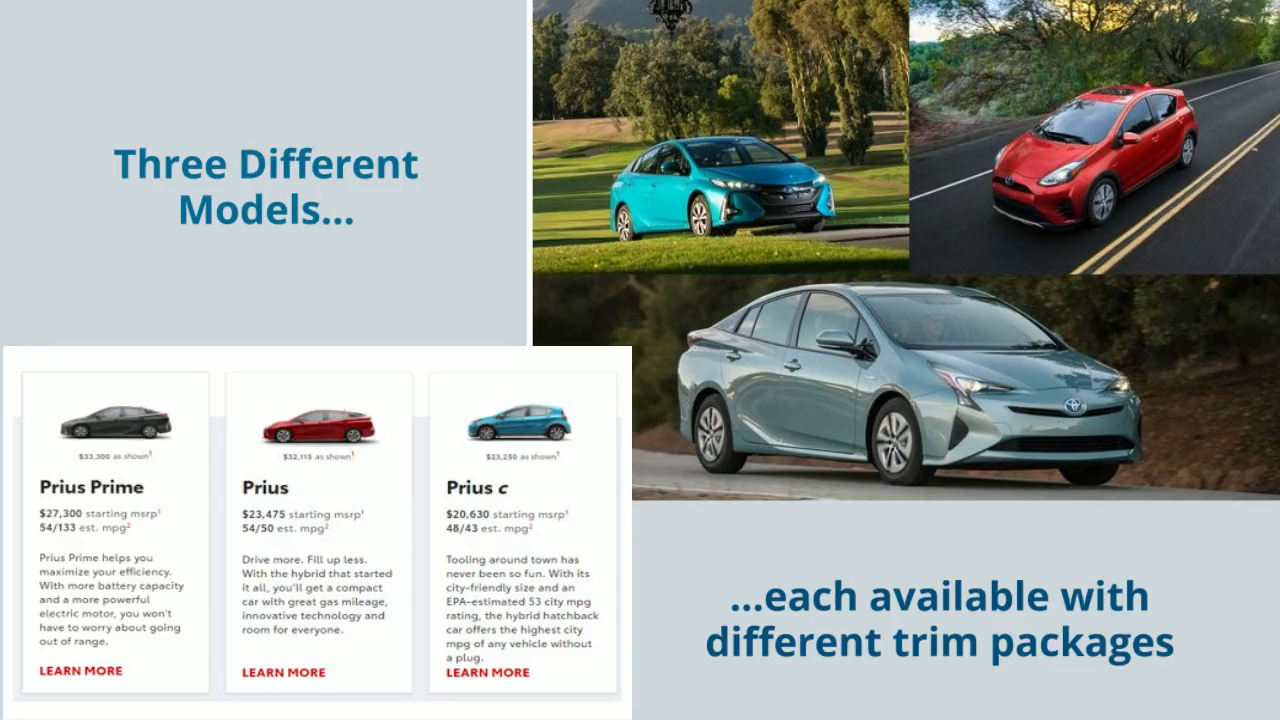 Three Different
Models...
$33,300 as shown¹
Prius Prime
$27,300 starting msrp¹
54/133 est. mpg²
Prius Prime helps you
maximize your efficiency.
With more battery capacity
and a more powerful
electric motor, you won't
have to worry about going
out of range.
LEARN MORE
$32,115 as shown¹
Prius
$23,475 starting msrp¹
54/50 est. mpg²
Drive more. Fill up less.
With the hybrid that started
it all, you'll get a compact
car with great gas mileage,
innovative technology and
room for everyone.
LEARN MORE
$23,250 as shown¹
Prius c
$20,630 starting msrp¹
48/43 est. mpg²
Tooling around town has
never been so fun. With its
city-friendly size and an
EPA-estimated 53 city mpg
rating, the hybrid hatchback
car offers the highest city
mpg of any vehicle without
a plug.
LEARN MORE
...each available with
different trim packages